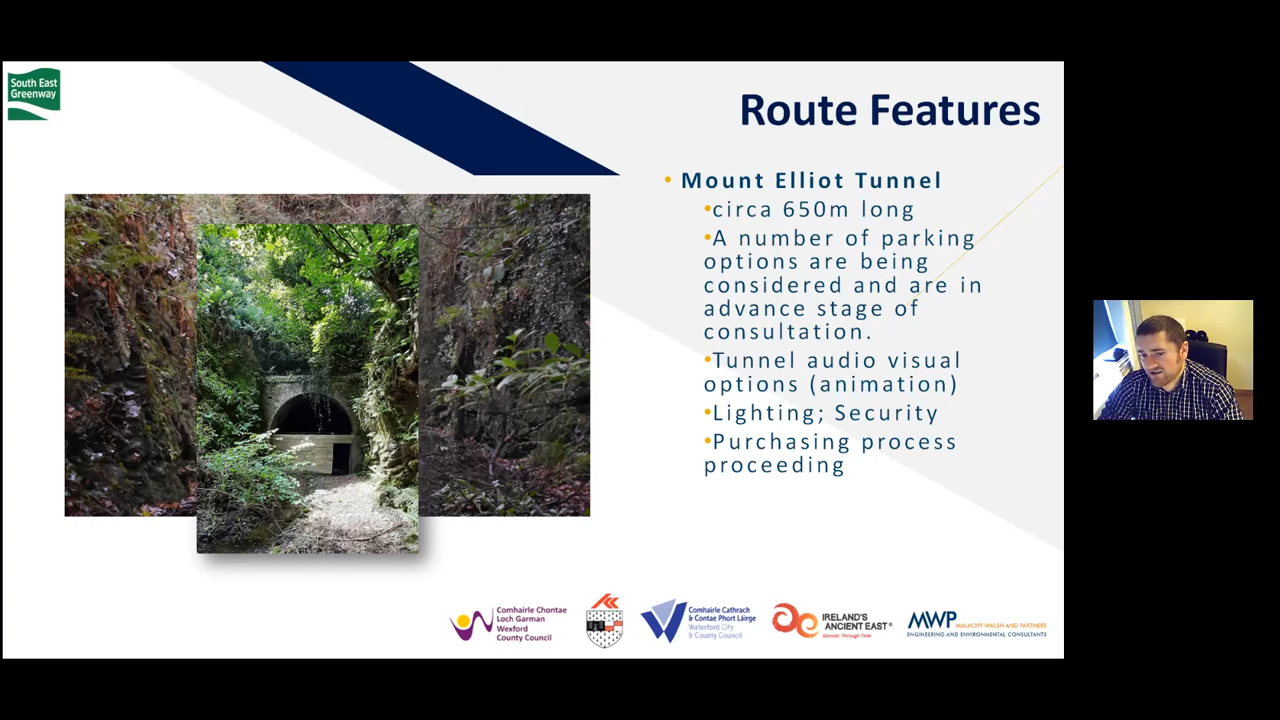 South East
Greenway
Route Features
• Mount Elliot Tunnel
•circa 650m long
•A number of parking
options are being
considered and are in
advance stage of
consultation.
•Tunnel audio visual
options (animation)
•Lighting; Security
•Purchasing process
proceeding
Comhairle Chontae
Loch Garman
Wexford
County Council
Comhairle Cathrach
& Contae Phort Láirge
Waterford City
& County Council
IRELAND'S
ANCIENT EAST®
Wander Through Time
MWP MALACHY WALSH AND PARTNERS
ENGINEERING AND ENVIRONMENTAL CONSULTANTS